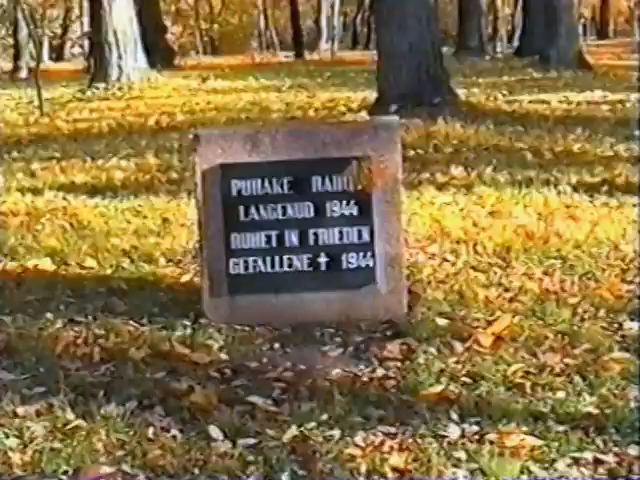 PUHAKE RAHUS
LANGENUD 1944
RUHET IN FRIEDEN
GEFALLENE ✝ 1944